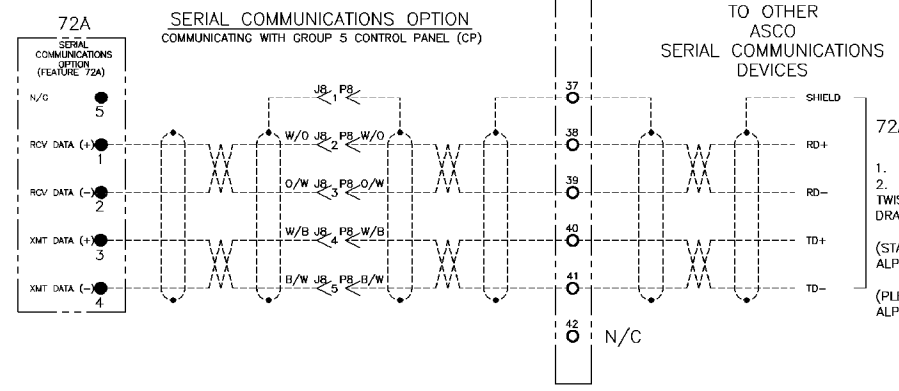 SERIAL COMMUNICATIONS OPTION
COMMUNICATING WITH GROUP 5 CONTROL PANEL (CP)
TO OTHER
ASCO
SERIAL COMMUNICATIONS
DEVICES
72A
SERIAL
COMMUNICATIONS
OPTION
(FEATURE 72A)
N/C 5 J8 1 P8 37 SHIELD
RCV DATA (+) 1 W/O J8 2 P8 W/O 38 RD+
RCV DATA (-) 2 O/W J8 3 P8 O/W 39 RD-
XMT DATA (+) 3 W/B J8 4 P8 W/B 40 TD+
XMT DATA (-) 4 B/W J8 5 P8 B/W 41 TD-
42 N/C
72
1.
2.
TWIS
DRA
(STA
ALP
ALP